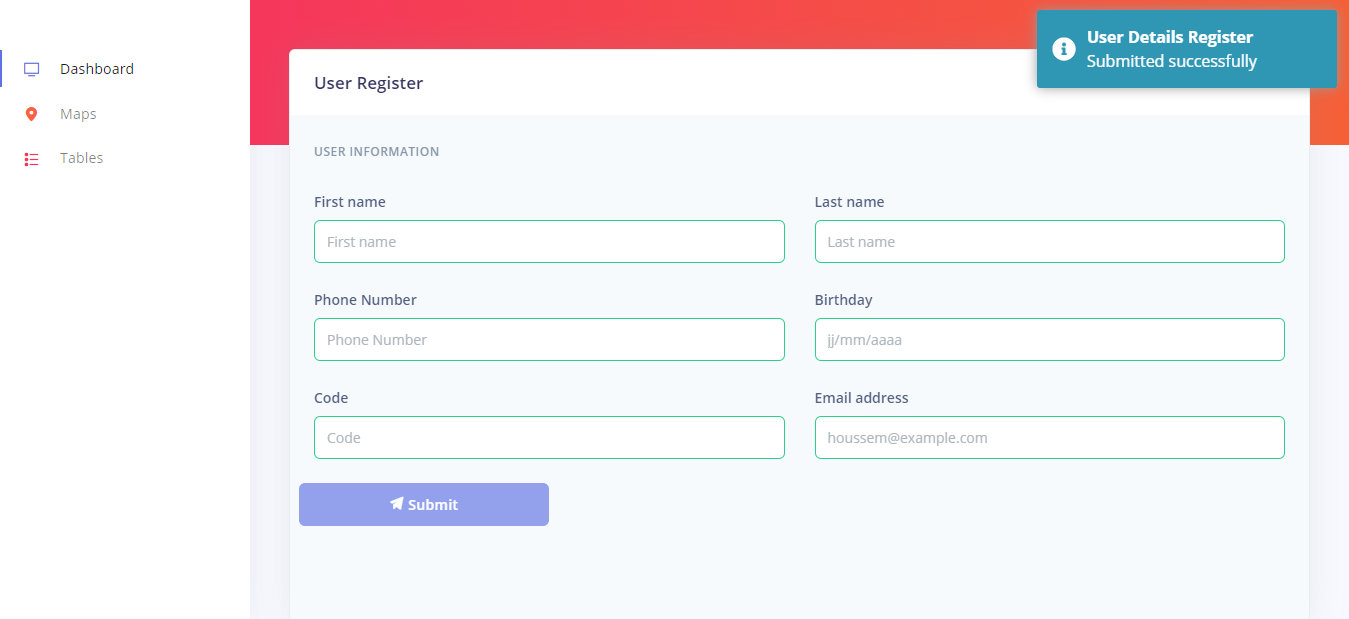 Dashboard
Maps
Tables
User Details Register
Submitted successfully
User Register
USER INFORMATION
First name
Last name
First name
Last name
Phone Number
Birthday
Phone Number
jj/mm/aaaa
Code
Email address
Code
houssem@example.com
Submit